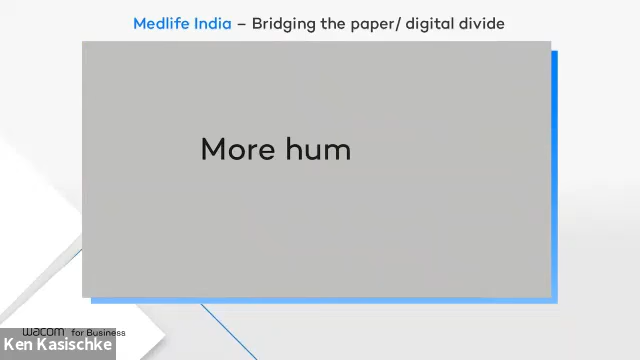 Medlife India – Bridging the paper/ digital divide
More hum
wacom for Business
Ken Kasischke